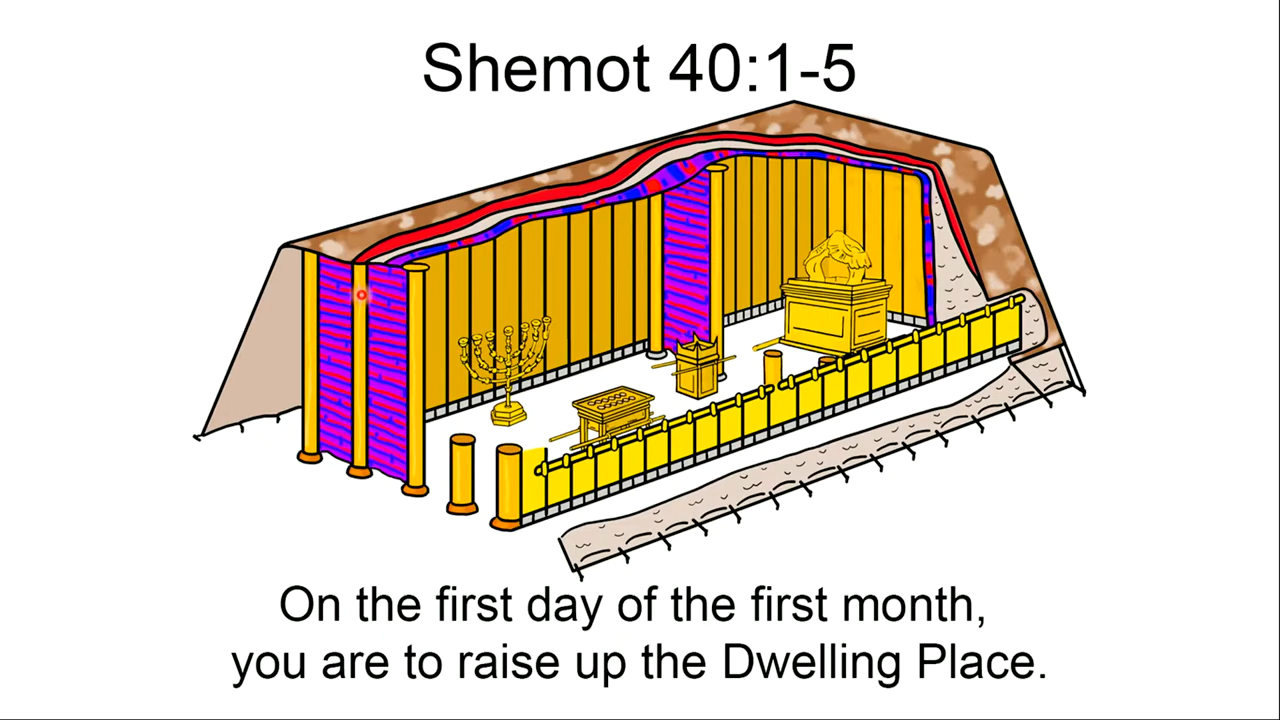 Shemot 40:1-5
On the first day of the first month,
you are to raise up the Dwelling Place.